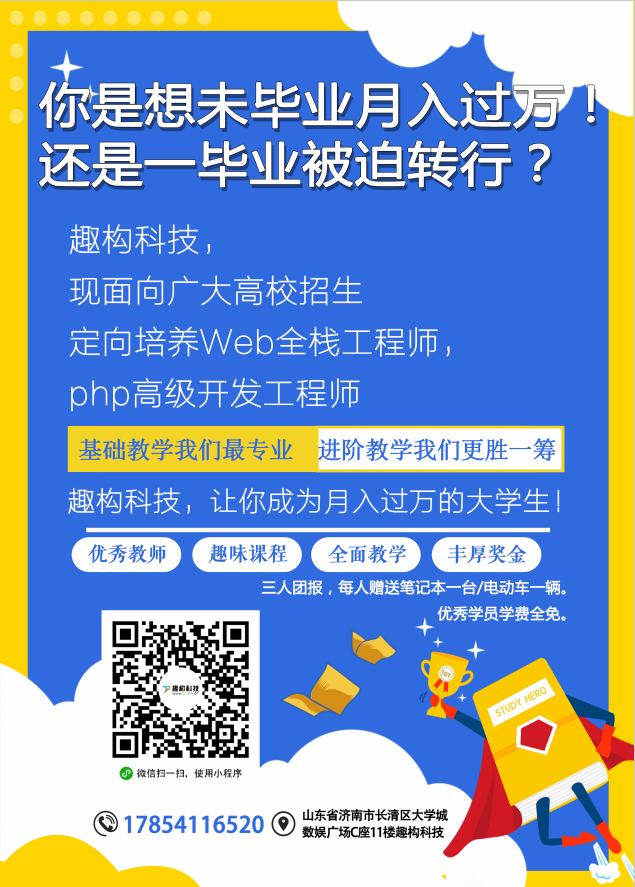 你是想未毕业月入过万！
还是一毕业被迫转行？
趣构科技，
现面向广大高校招生
定向培养Web全栈工程师，
php高级开发工程师
基础教学我们最专业 进阶教学我们更胜一筹
趣构科技，让你成为月入过万的大学生！
优秀教师 趣味课程 全面教学 丰厚奖金
三人团报，每人赠送笔记本一台/电动车一辆。
优秀学员学费全免。
趣构科技
1ST
STUDY HERO
微信扫一扫，使用小程序
17854116520
山东省济南市长清区大学城
数娱广场C座11楼趣构科技